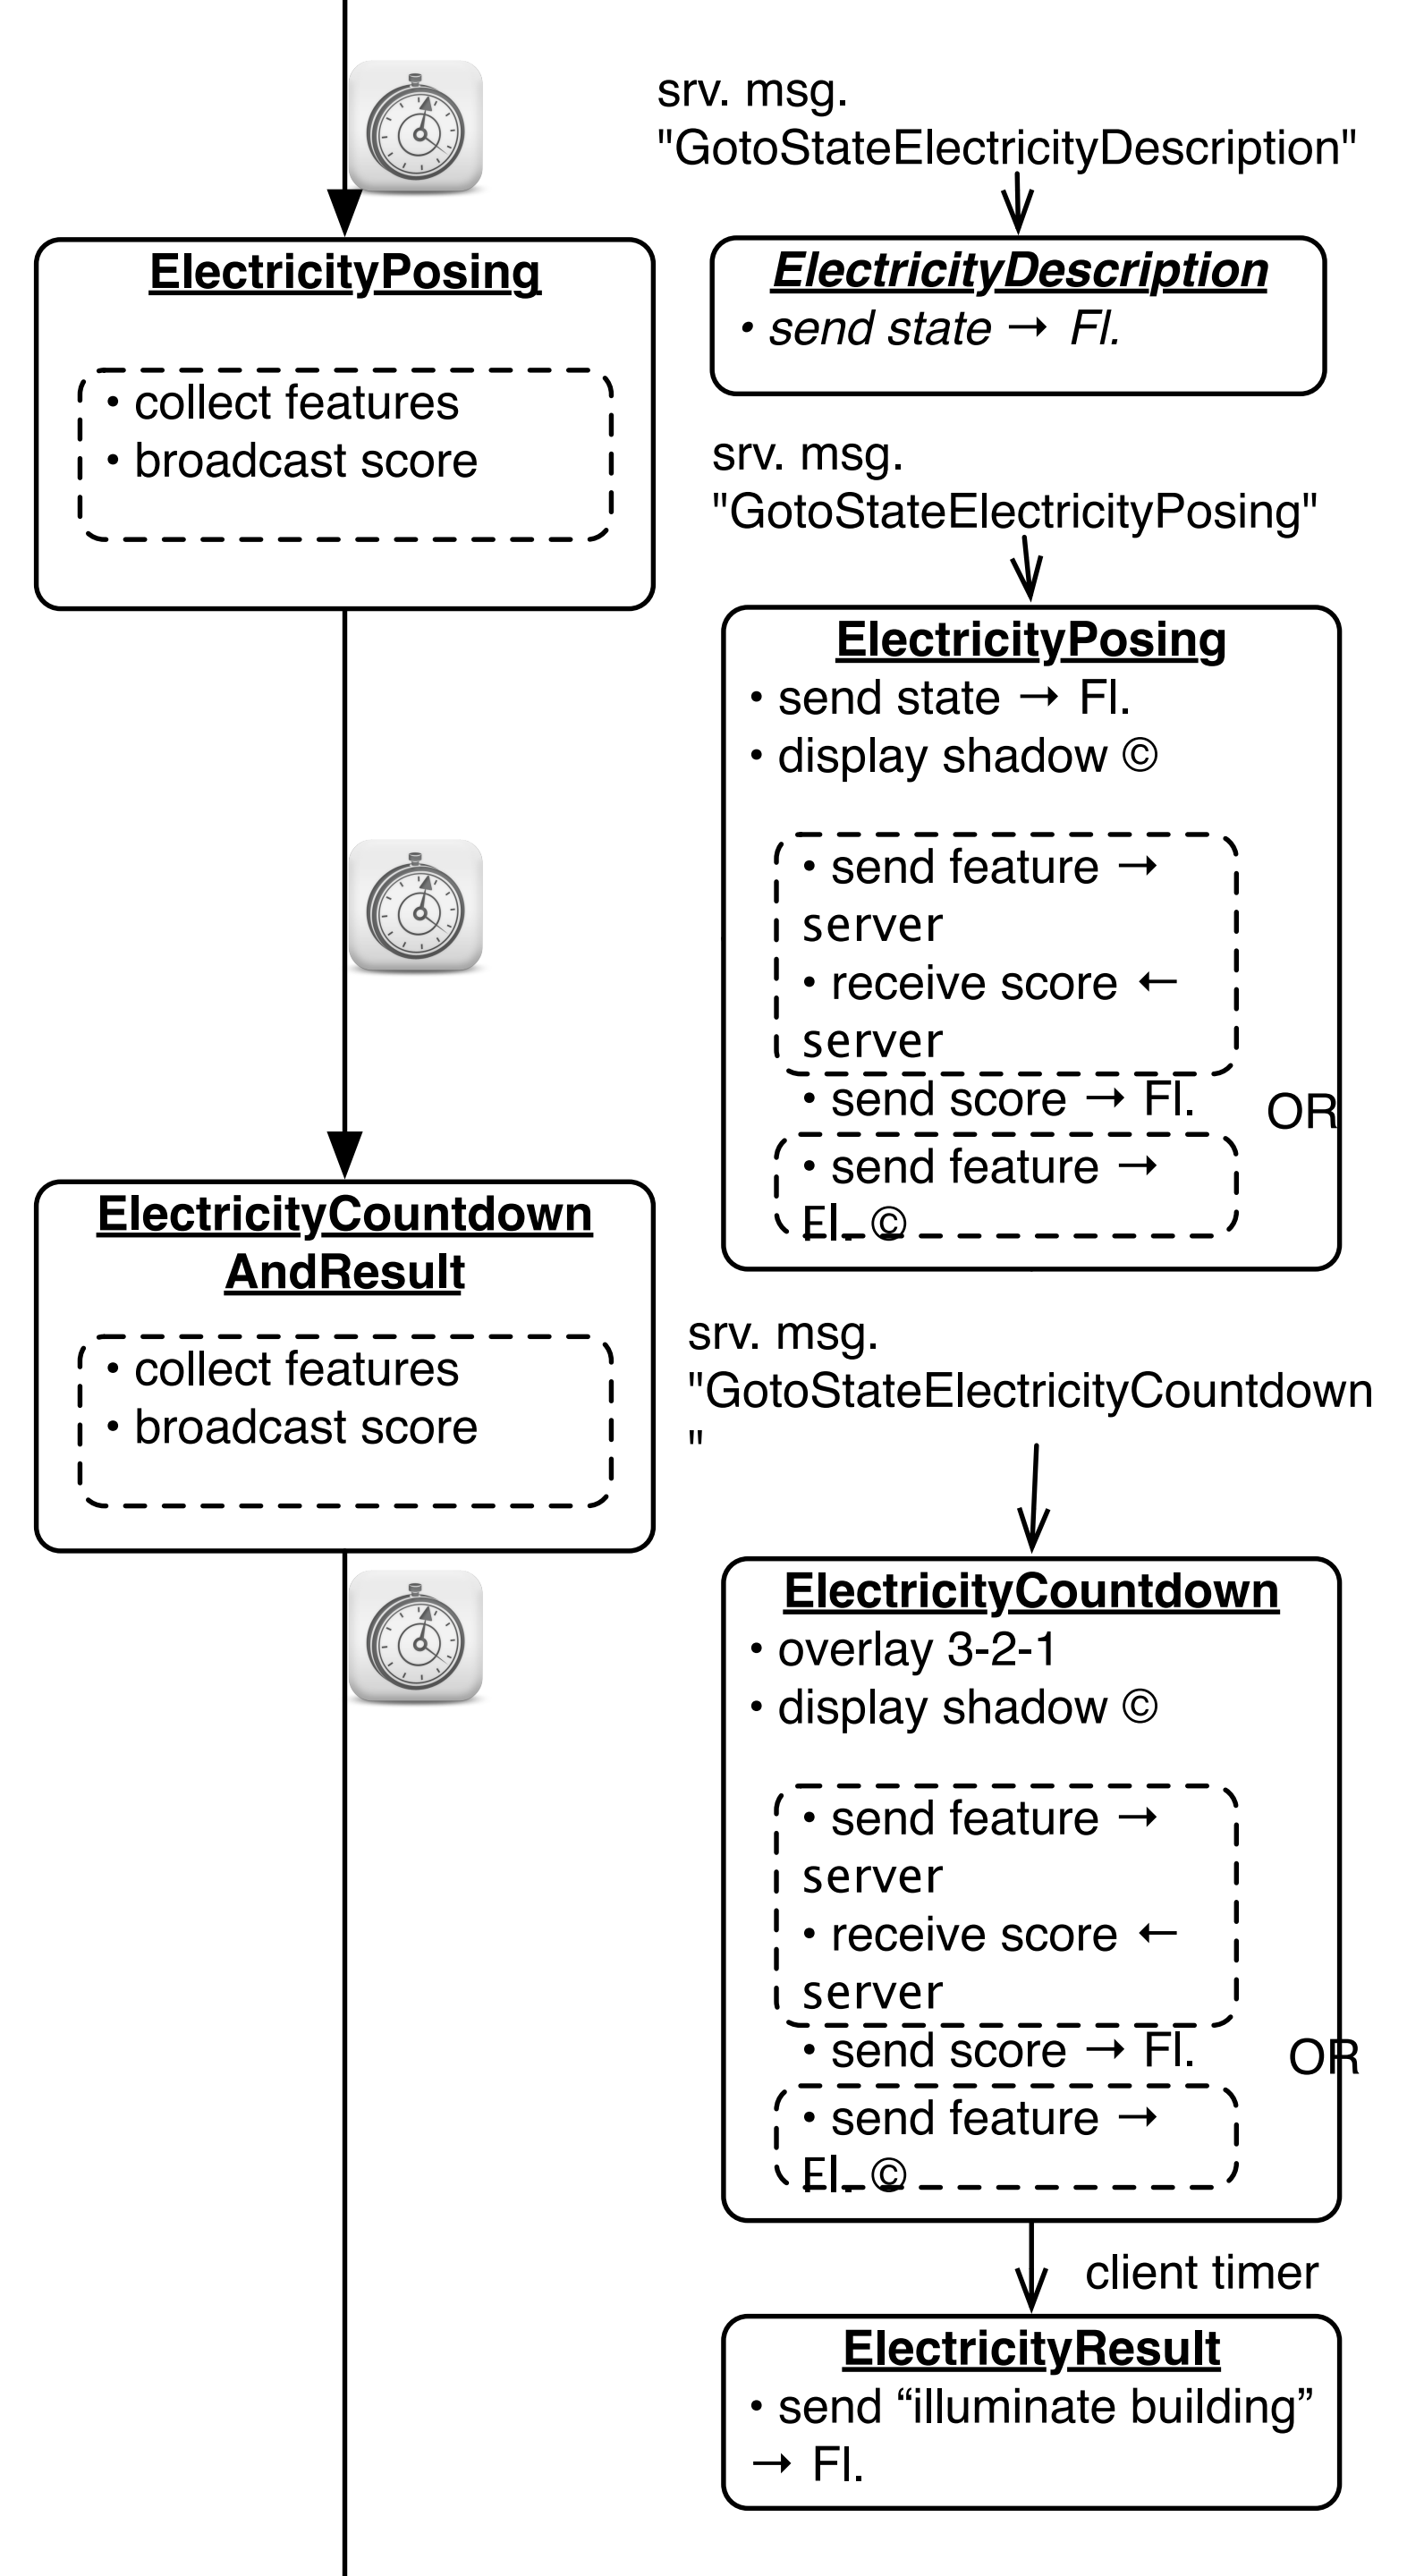 ElectricityPosing
• collect features
• broadcast score
ElectricityCountdown
AndResult
• collect features
• broadcast score
srv. msg.
"GotoStateElectricityDescription"
ElectricityDescription
• send state → Fl.
srv. msg.
"GotoStateElectricityPosing"
ElectricityPosing
• send state → Fl.
• display shadow ©
• send feature →
server
• receive score ←
server
• send score → Fl.
OR
• send feature →
Fl. ©
srv. msg.
"GotoStateElectricityCountdown
"
ElectricityCountdown
• overlay 3-2-1
• display shadow ©
• send feature →
server
• receive score ←
server
• send score → Fl.
OR
• send feature →
Fl. ©
client timer
ElectricityResult
• send “illuminate building”
→ Fl.